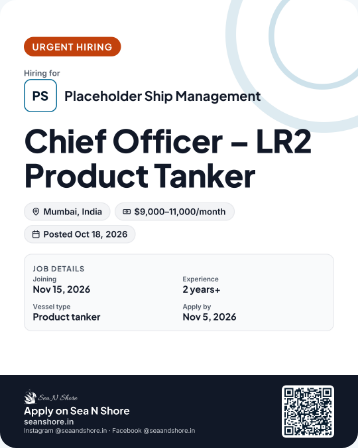 URGENT HIRING
Hiring for
PS Placeholder Ship Management
Chief Officer – LR2
Product Tanker
Mumbai, India $9,000–11,000/month
Posted Oct 18, 2026
JOB DETAILS
Joining Experience
Nov 15, 2026 2 years+
Vessel type Apply by
Product tanker Nov 5, 2026
Sea N Shore
Apply on Sea N Shore
seanshore.in
Instagram @seaandshore.in · Facebook @seaandshore.in